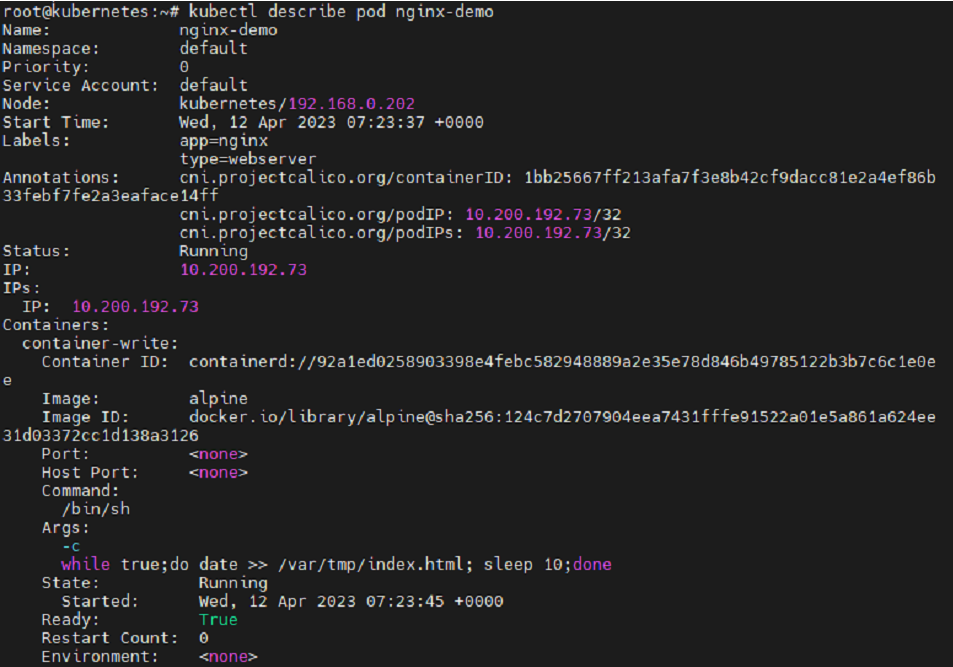 root@kubernetes:~# kubectl describe pod nginx-demo
Name:             nginx-demo
Namespace:        default
Priority:         0
Service Account:  default
Node:             kubernetes/192.168.0.202
Start Time:       Wed, 12 Apr 2023 07:23:37 +0000
Labels:           app=nginx
                  type=webserver
Annotations:      cni.projectcalico.org/containerID: 1bb25667ff213afa7f3e8b42cf9dacc81e2a4ef86b
33febf7fe2a3eaface14ff
                  cni.projectcalico.org/podIP: 10.200.192.73/32
                  cni.projectcalico.org/podIPs: 10.200.192.73/32
Status:           Running
IP:               10.200.192.73
IPs:
  IP:  10.200.192.73
Containers:
  container-write:
    Container ID:  containerd://92a1ed0258903398e4febc582948889a2e35e78d846b49785122b3b7c6c1e0e
e
    Image:         alpine
    Image ID:      docker.io/library/alpine@sha256:124c7d2707904eea7431fffe91522a01e5a861a624ee
31d03372cc1d138a3126
    Port:          <none>
    Host Port:     <none>
    Command:
      /bin/sh
    Args:
      -c
      while true;do date >> /var/tmp/index.html; sleep 10;done
    State:          Running
      Started:      Wed, 12 Apr 2023 07:23:45 +0000
    Ready:          True
    Restart Count:  0
    Environment:    <none>